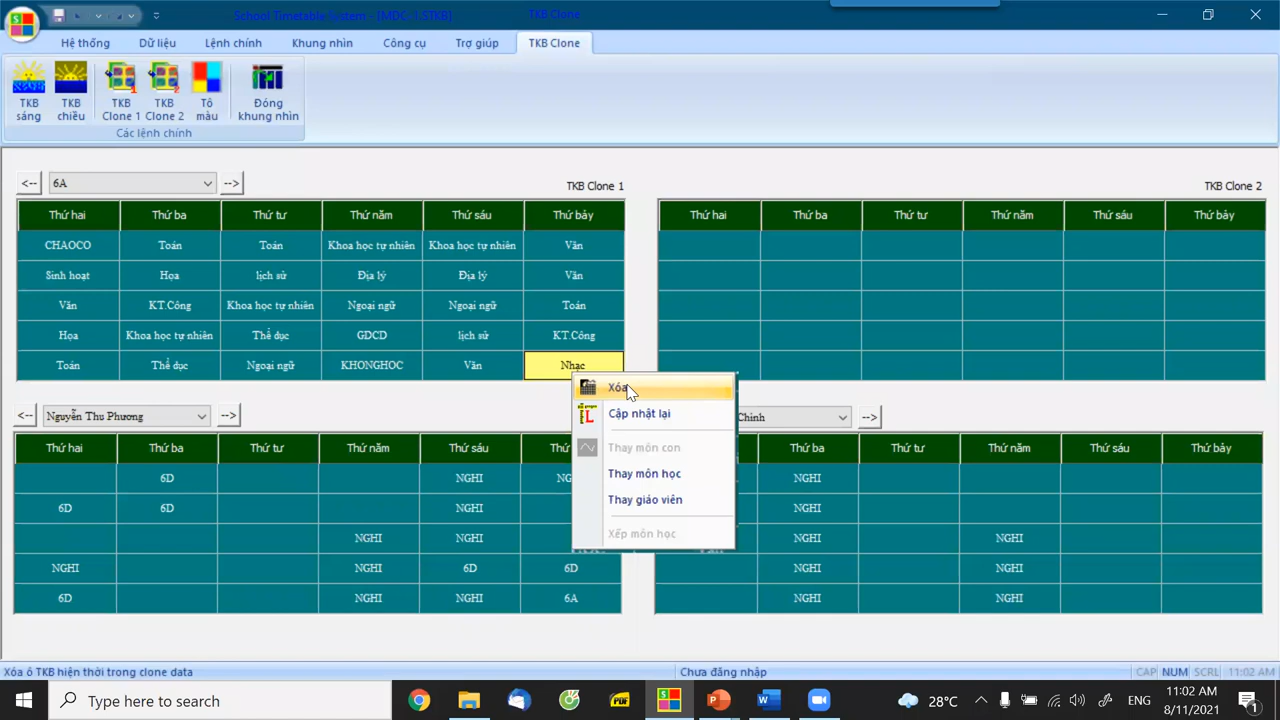 School Timetable System - [MDC_1.STKB]
TKB Clone
Hệ thống
Dữ liệu
Lệnh chính
Khung nhìn
Công cụ
Trợ giúp
TKB Clone
TKB sáng
TKB chiều
TKB Clone 1
TKB Clone 2
Tô màu
Đóng khung nhìn
Các lệnh chính
<-- 6A -->
TKB Clone 1
TKB Clone 2
Thứ hai Thứ ba Thứ tư Thứ năm Thứ sáu Thứ bảy
CHAOCO Toán Toán Khoa học tự nhiên Khoa học tự nhiên Văn
Sinh hoạt Họa lịch sử Địa lý Địa lý Văn
Văn KT.Công Khoa học tự nhiên Ngoại ngữ Ngoại ngữ Toán
Họa Khoa học tự nhiên Thể dục GDCD lịch sử KT.Công
Toán Thể dục Ngoại ngữ KHONGHOC Văn Nhạc
Thứ hai Thứ ba Thứ tư Thứ năm Thứ sáu Thứ bảy
Xóa
Cập nhật lại
Thay môn con
Thay môn học
Thay giáo viên
Xếp môn học
<-- Nguyễn Thu Phương -->
Thứ hai Thứ ba Thứ tư Thứ năm Thứ sáu
6D NGHI
6D 6D NGHI
NGHI NGHI
NGHI NGHI 6D 6D
6D NGHI NGHI 6A
Chinh -->
Thứ ba Thứ tư Thứ năm Thứ sáu Thứ bảy
NGHI
NGHI
NGHI NGHI
NGHI NGHI
NGHI NGHI
Xóa ô TKB hiện thời trong clone data
Chưa đăng nhập
CAP NUM SCRL 11:02 AM
Type here to search
PDF
28°C
ENG
11:02 AM
8/11/2021
1